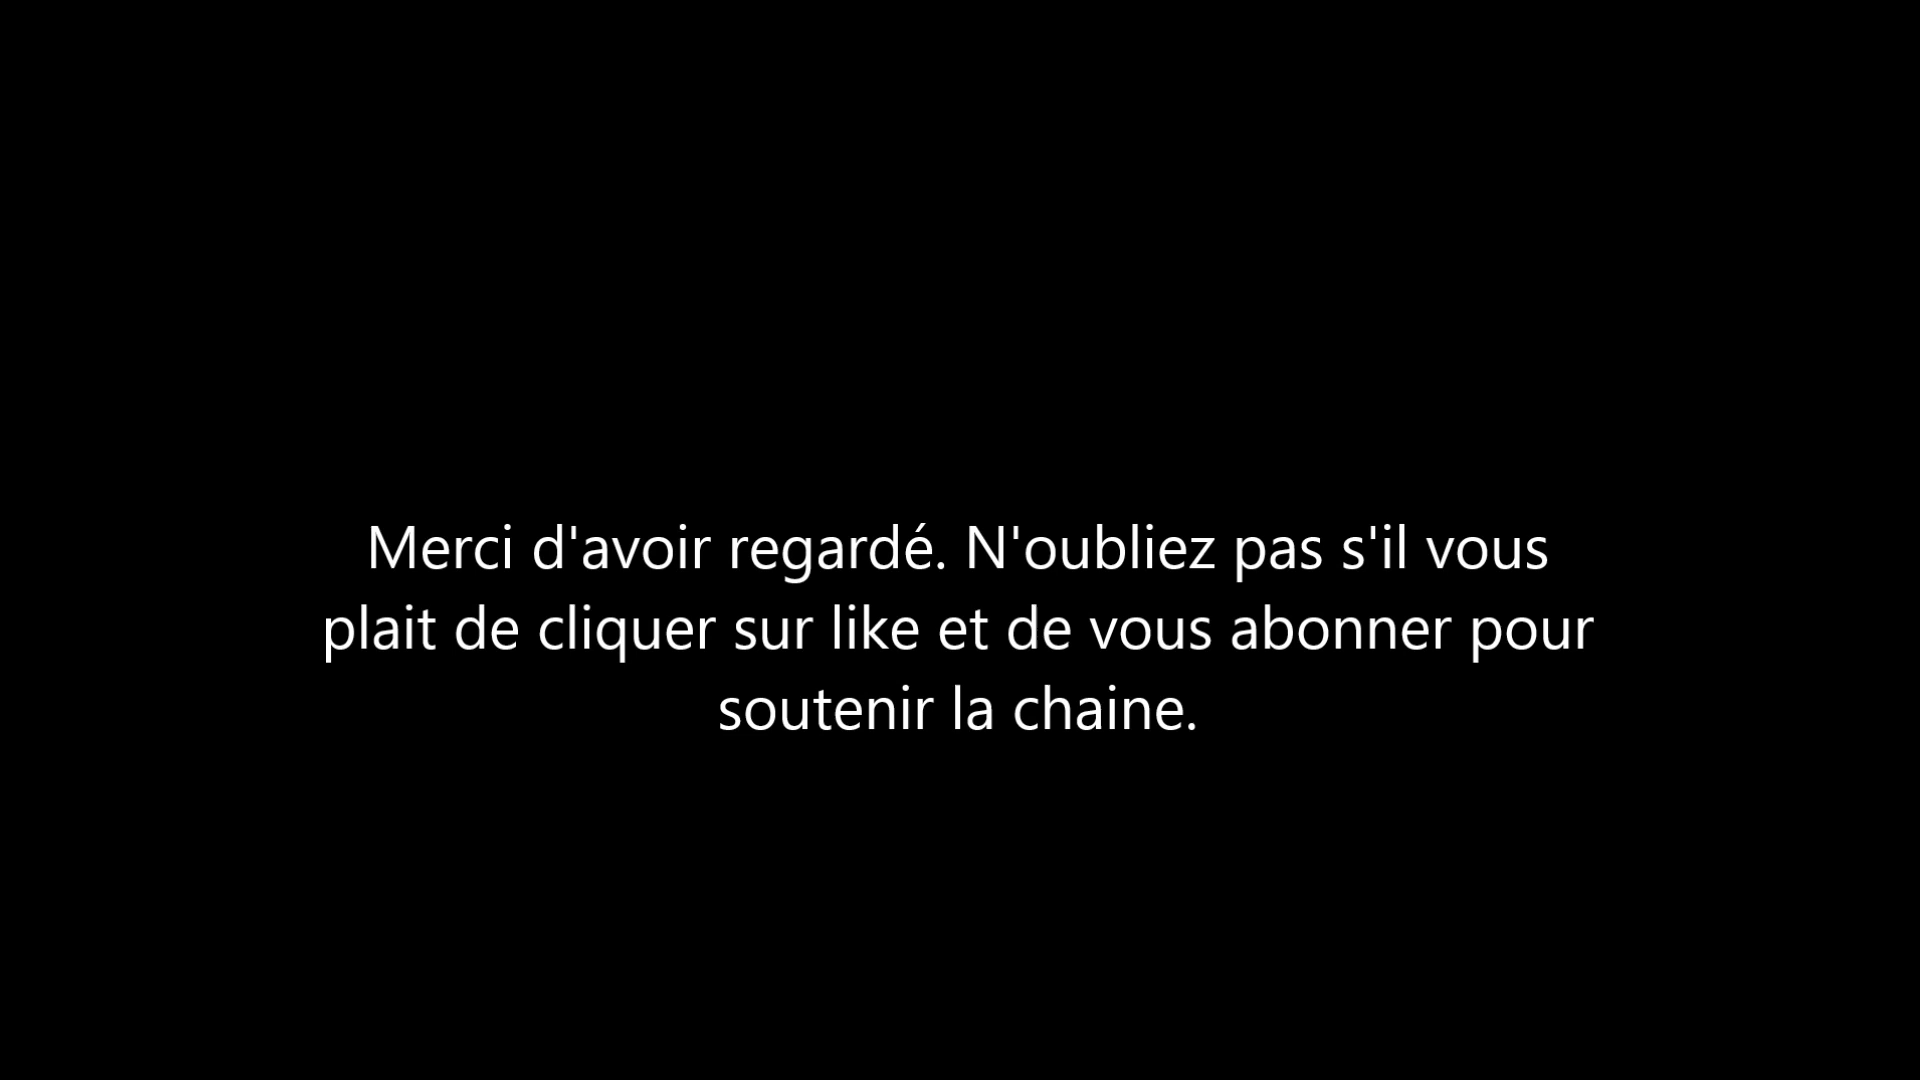 Merci d'avoir regardé. N'oubliez pas s'il vous
plait de cliquer sur like et de vous abonner pour
soutenir la chaine.